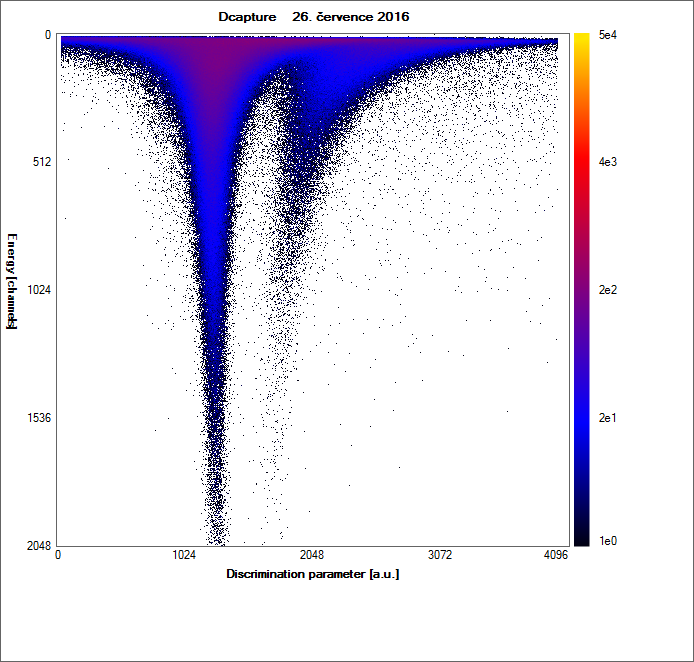 Dcapture    26. července 2016
0
512
1024
1536
2048
Energy [channels]
0
1024
2048
3072
4096
Discrimination parameter [a.u.]
5e4
4e3
2e2
2e1
1e0